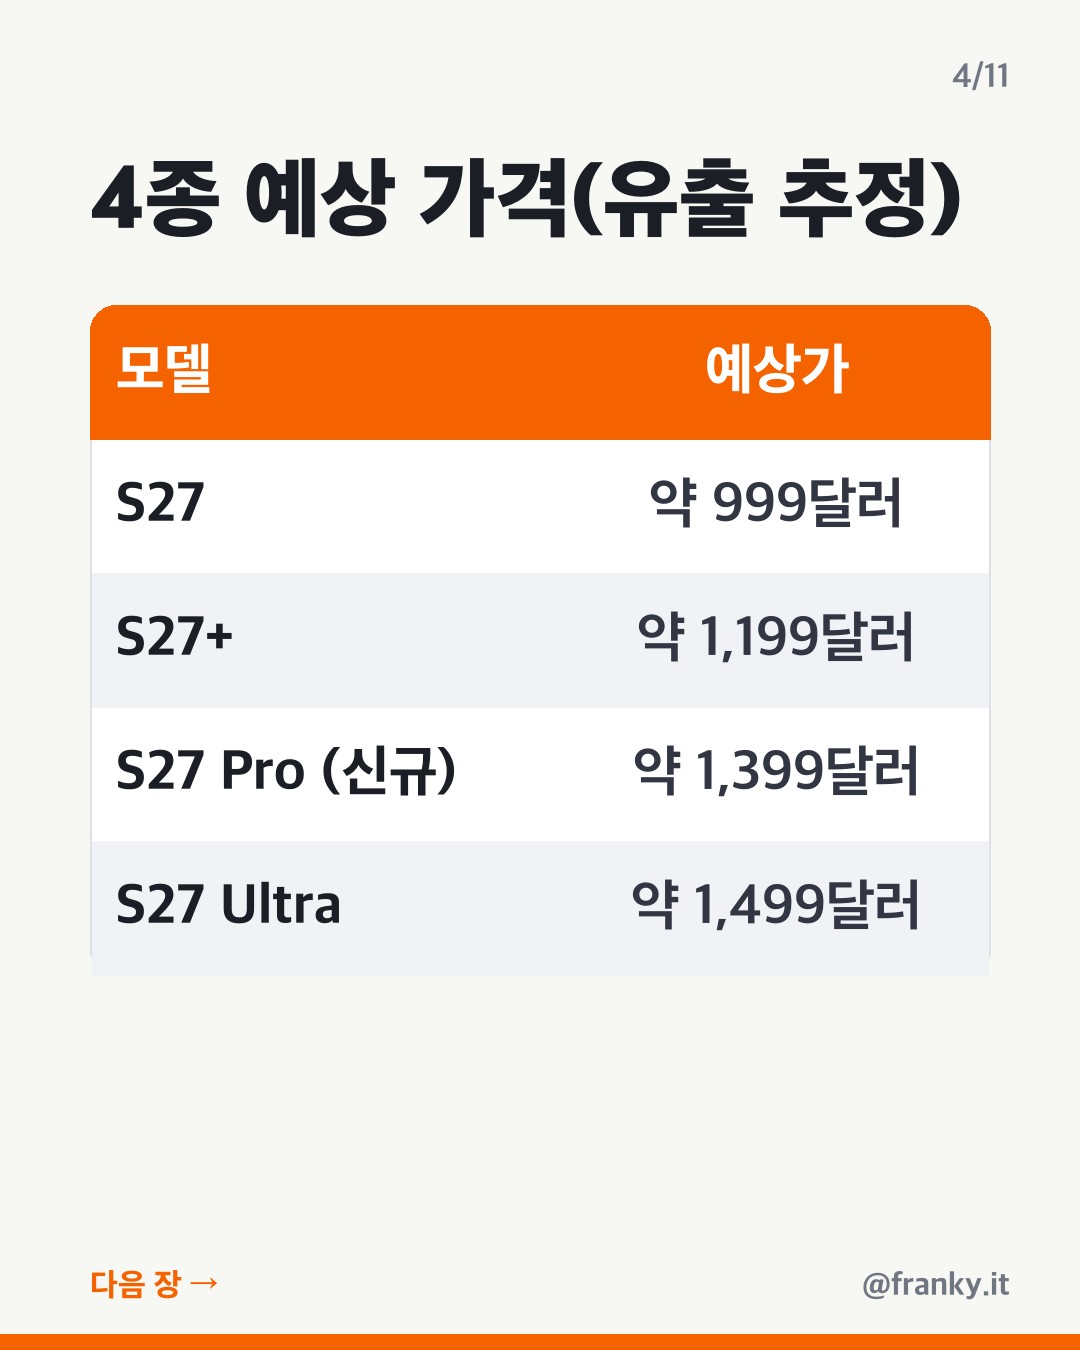 4/11
4종 예상 가격(유출 추정)
모델 예상가
S27 약 999달러
S27+ 약 1,199달러
S27 Pro (신규) 약 1,399달러
S27 Ultra 약 1,499달러
다음 장 → @franky.it